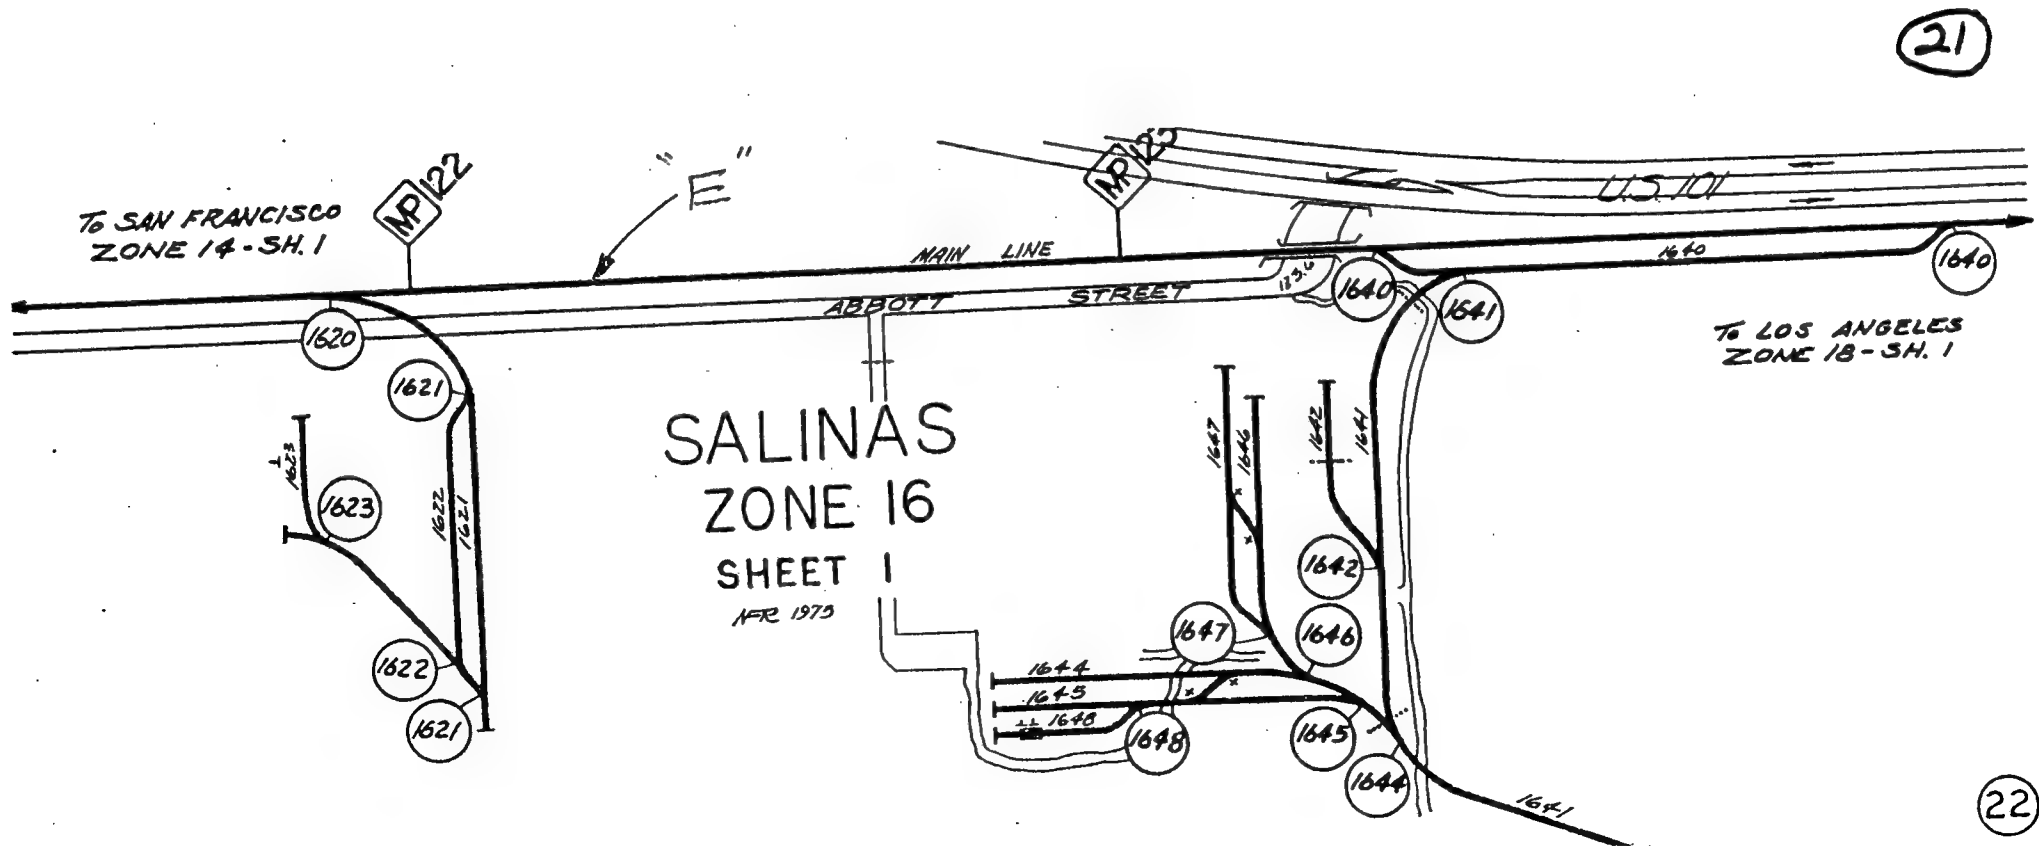 21
MP 122
"E"
MP 123
U.S. 101
To SAN FRANCISCO
ZONE 14 - SH. 1
MAIN LINE
1640
1640
ABBOTT STREET
123.6
1640
1641
1620
To LOS ANGELES
ZONE 18 - SH. 1
1621
SALINAS
ZONE 16
SHEET 1
NFR 1975
1623
1623
1622
1621
1622
1621
1647
1646
1642
1641
1642
1647
1646
1644
1645
1648
1648
1645
1644
1641
22